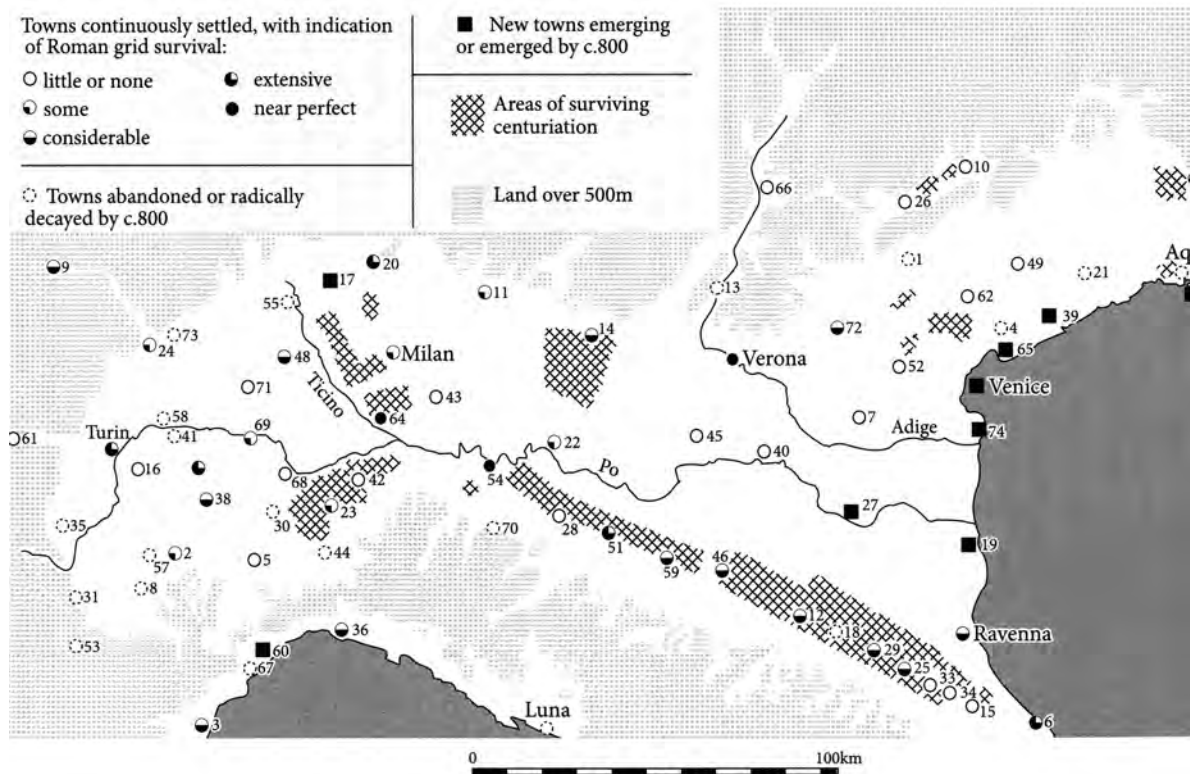 Towns continuously settled, with indication
of Roman grid survival:
little or none
some
considerable
extensive
near perfect
Towns abandoned or radically
decayed by c.800
New towns emerging
or emerged by c.800
Areas of surviving
centuriation
Land over 500m
10
66
26
9
20
1
49
Aq
17
11
13
21
55
62
39
73
14
72
4
24
Milan
65
48
Verona
52
71
Ticino
43
Venice
58
64
7
69
Turin
41
22
45
Adige
74
61
40
16
Po
54
68
42
38
23
27
30
28
35
70
51
19
44
2
57
5
59
46
8
31
12
36
18
Ravenna
53
60
29
67
25
33
34
15
Luna
3
6
0
100km